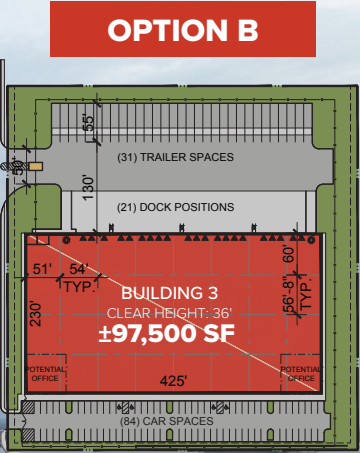 OPTION B
55'
(31) TRAILER SPACES
50'
130'
(21) DOCK POSITIONS
60'
51'
54'
TYP.
56'-8"
TYP.
BUILDING 3
CLEAR HEIGHT: 36'
±97,500 SF
230'
POTENTIAL
OFFICE
425'
POTENTIAL
OFFICE
(84) CAR SPACES